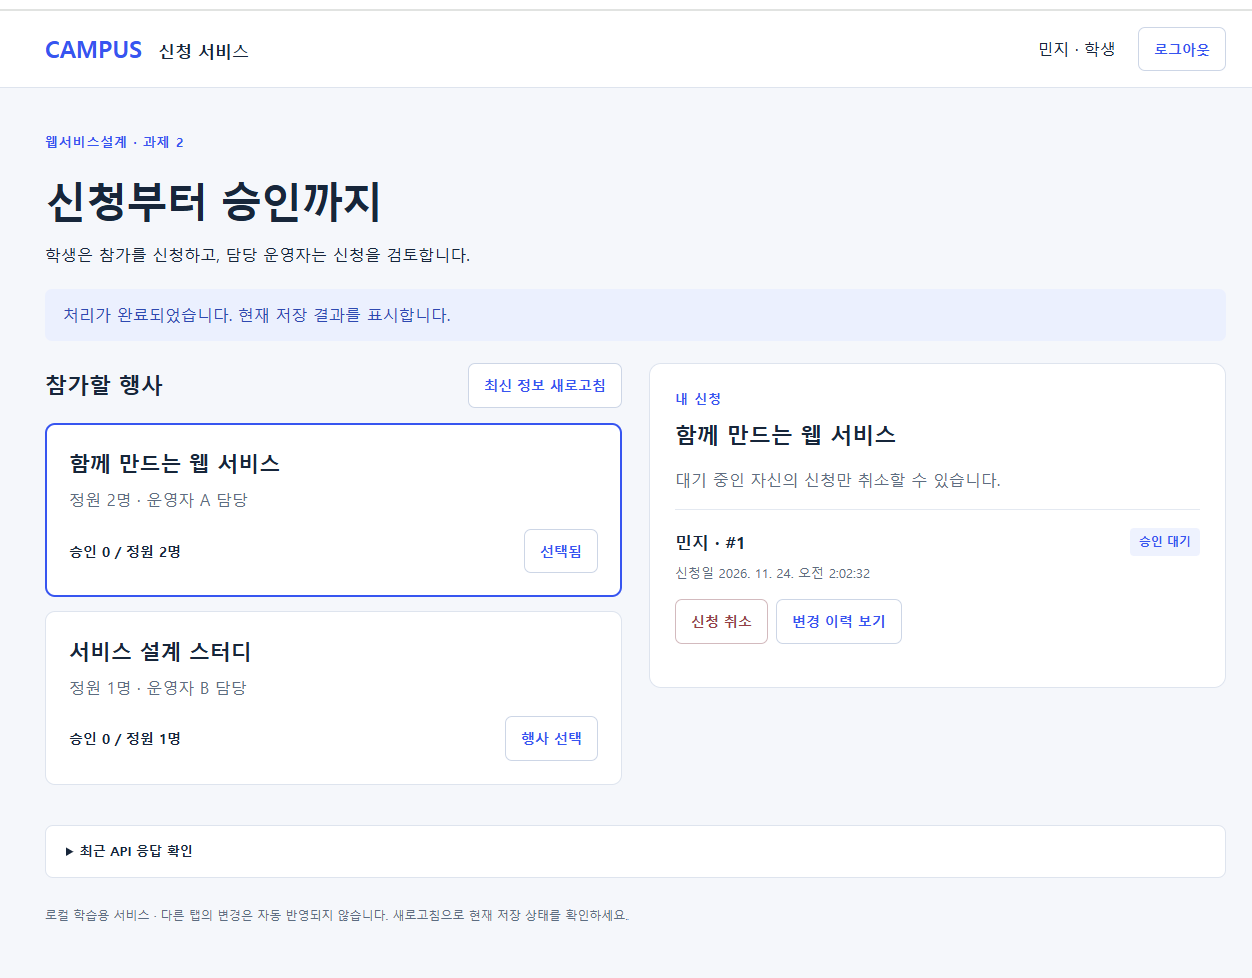 CAMPUS 신청 서비스
민지 · 학생
로그아웃
웹서비스설계 · 과제 2
신청부터 승인까지
학생은 참가를 신청하고, 담당 운영자는 신청을 검토합니다.
처리가 완료되었습니다. 현재 저장 결과를 표시합니다.
참가할 행사
최신 정보 새로고침
함께 만드는 웹 서비스
정원 2명 · 운영자 A 담당
승인 0 / 정원 2명
선택됨
서비스 설계 스터디
정원 1명 · 운영자 B 담당
승인 0 / 정원 1명
행사 선택
내 신청
함께 만드는 웹 서비스
대기 중인 자신의 신청만 취소할 수 있습니다.
민지 · #1
승인 대기
신청일 2026. 11. 24. 오전 2:02:32
신청 취소
변경 이력 보기
▶ 최근 API 응답 확인
로컬 학습용 서비스 · 다른 탭의 변경은 자동 반영되지 않습니다. 새로고침으로 현재 저장 상태를 확인하세요.